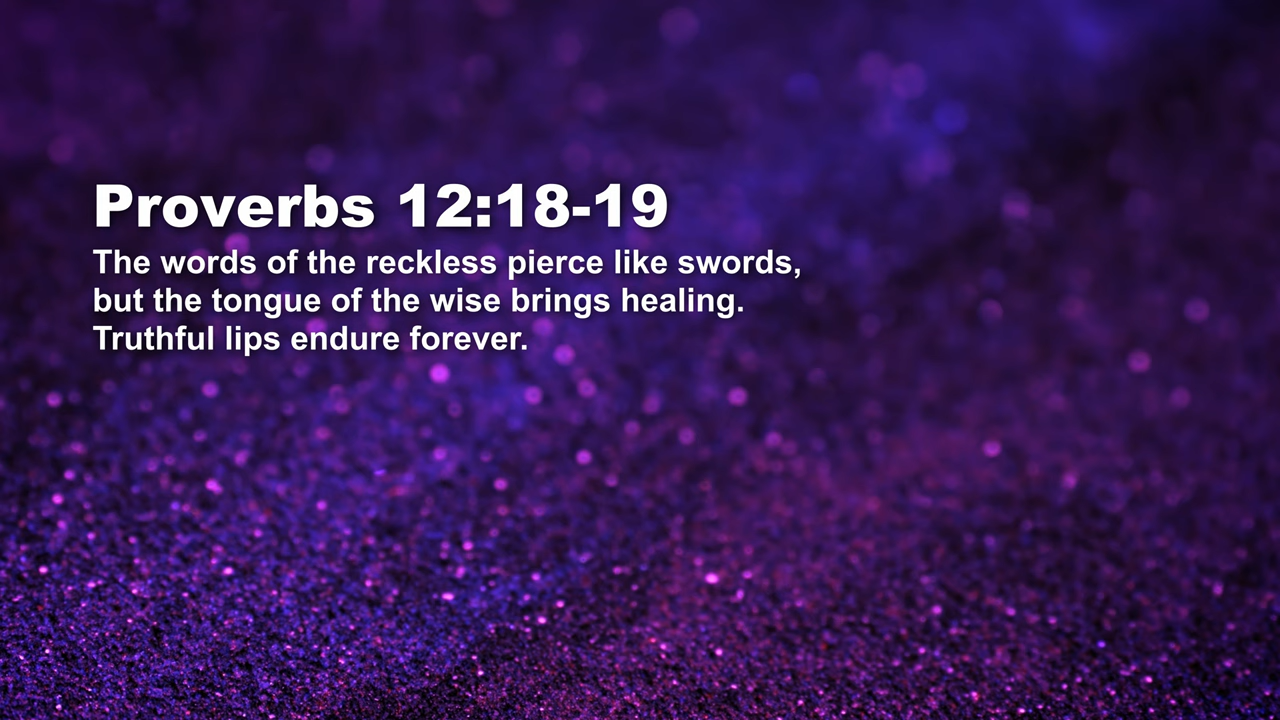 Proverbs 12:18-19
The words of the reckless pierce like swords,
but the tongue of the wise brings healing.
Truthful lips endure forever.